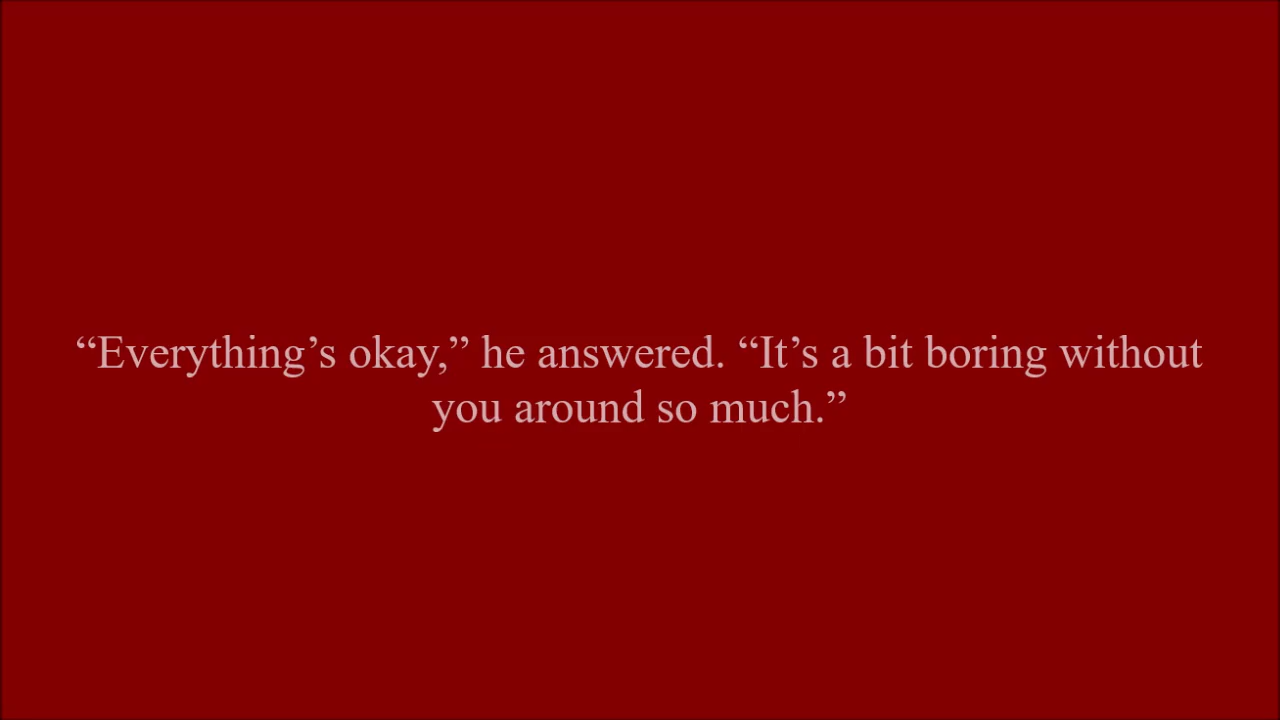 “Everything’s okay,” he answered. “It’s a bit boring without
you around so much.”